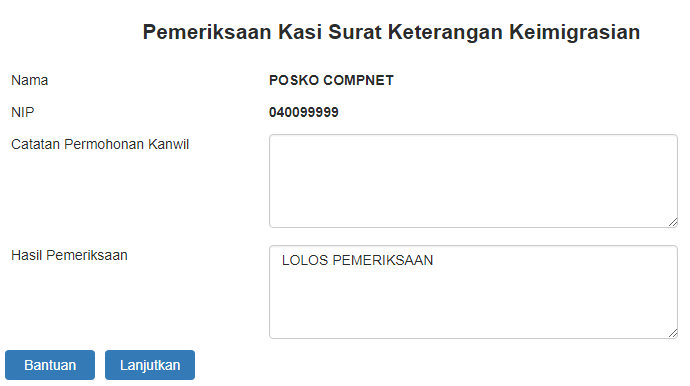 Pemeriksaan Kasi Surat Keterangan Keimigrasian
Nama POSKO COMPNET
NIP 040099999
Catatan Permohonan Kanwil
Hasil Pemeriksaan LOLOS PEMERIKSAAN
Bantuan Lanjutkan